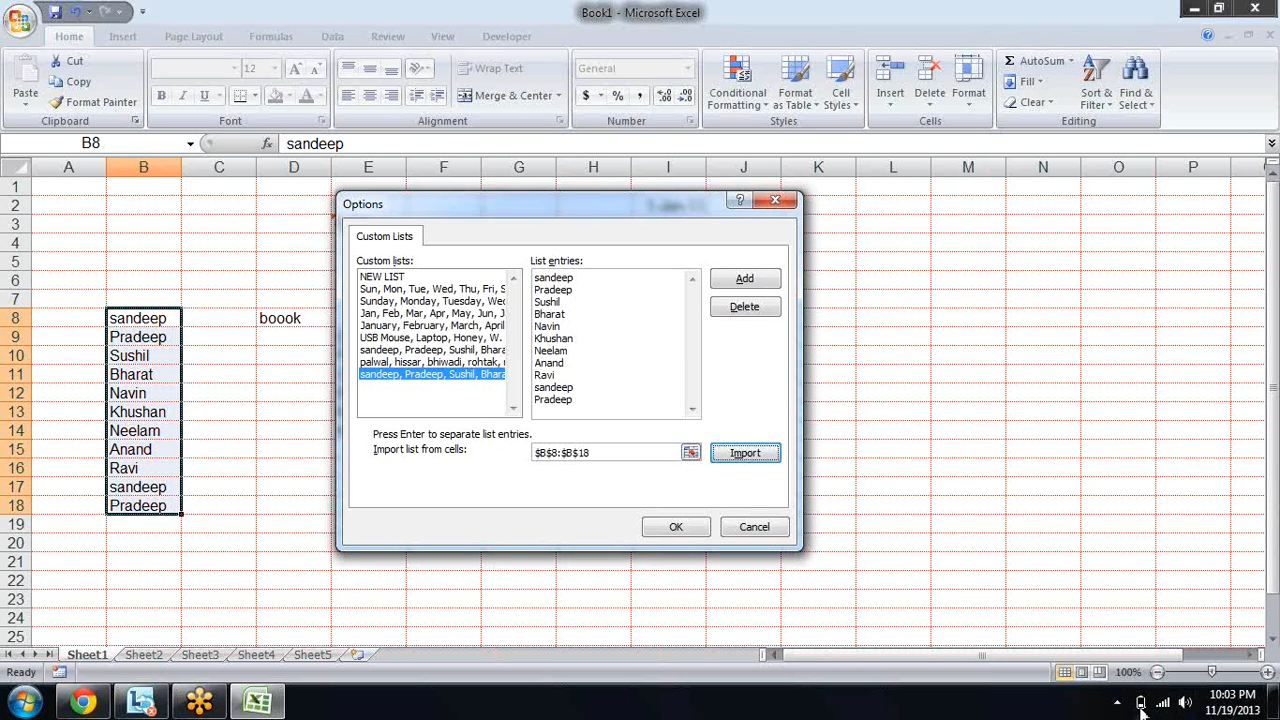 Book1 - Microsoft Excel
Home Insert Page Layout Formulas Data Review View Developer
Paste
Cut
Copy
Format Painter
Clipboard
12
Font
Wrap Text
Merge & Center
Alignment
General
$ % ,
Number
Conditional Formatting
Format as Table
Cell Styles
Styles
Insert
Delete
Format
Cells
AutoSum
Fill
Clear
Sort & Filter
Find & Select
Editing
B8 fx sandeep
A B C D E F G H I J K L M N O P
1
2
3
4
5
6
7
8 sandeep boook
9 Pradeep
10 Sushil
11 Bharat
12 Navin
13 Khushan
14 Neelam
15 Anand
16 Ravi
17 sandeep
18 Pradeep
19
20
21
22
23
24
25
Options
Custom Lists
Custom lists:
NEW LIST
Sun, Mon, Tue, Wed, Thu, Fri, S
Sunday, Monday, Tuesday, Wed
Jan, Feb, Mar, Apr, May, Jun, J
January, February, March, April
USB Mouse, Laptop, Honey, W.
sandeep, Pradeep, Sushil, Bhara
palwal, hissar, bhiwadi, rohtak,
sandeep, Pradeep, Sushil, Bhara
List entries:
sandeep
Pradeep
Sushil
Bharat
Navin
Khushan
Neelam
Anand
Ravi
sandeep
Pradeep
Add
Delete
Press Enter to separate list entries.
Import list from cells: $B$8:$B$18 Import
OK Cancel
Sheet1 Sheet2 Sheet3 Sheet4 Sheet5
Ready 100%
10:03 PM
11/19/2013